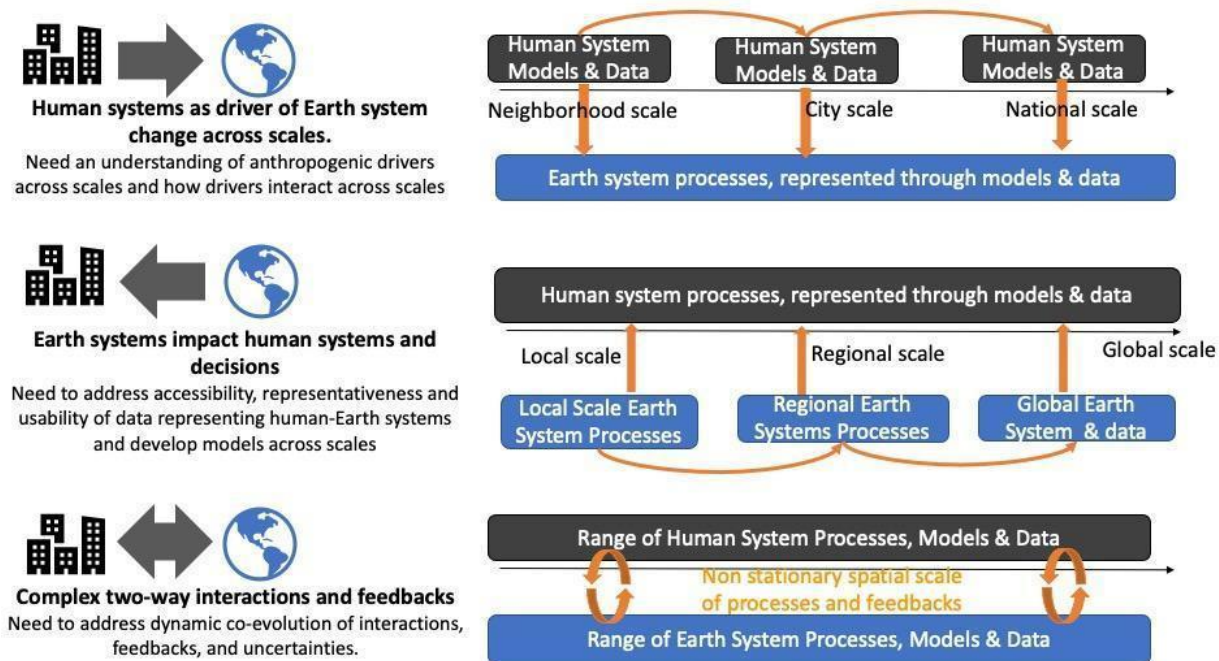 Human systems as driver of Earth system
change across scales.
Need an understanding of anthropogenic drivers
across scales and how drivers interact across scales
Human System
Models & Data
Human System
Models & Data
Human System
Models & Data
Neighborhood scale
City scale
National scale
Earth system processes, represented through models & data
Earth systems impact human systems and
decisions
Need to address accessibility, representativeness and
usability of data representing human-Earth systems
and develop models across scales
Human system processes, represented through models & data
Local scale
Regional scale
Global scale
Local Scale Earth
System Processes
Regional Earth
Systems Processes
Global Earth
System & data
Complex two-way interactions and feedbacks
Need to address dynamic co-evolution of interactions,
feedbacks, and uncertainties.
Range of Human System Processes, Models & Data
Non stationary spatial scale
of processes and feedbacks
Range of Earth System Processes, Models & Data